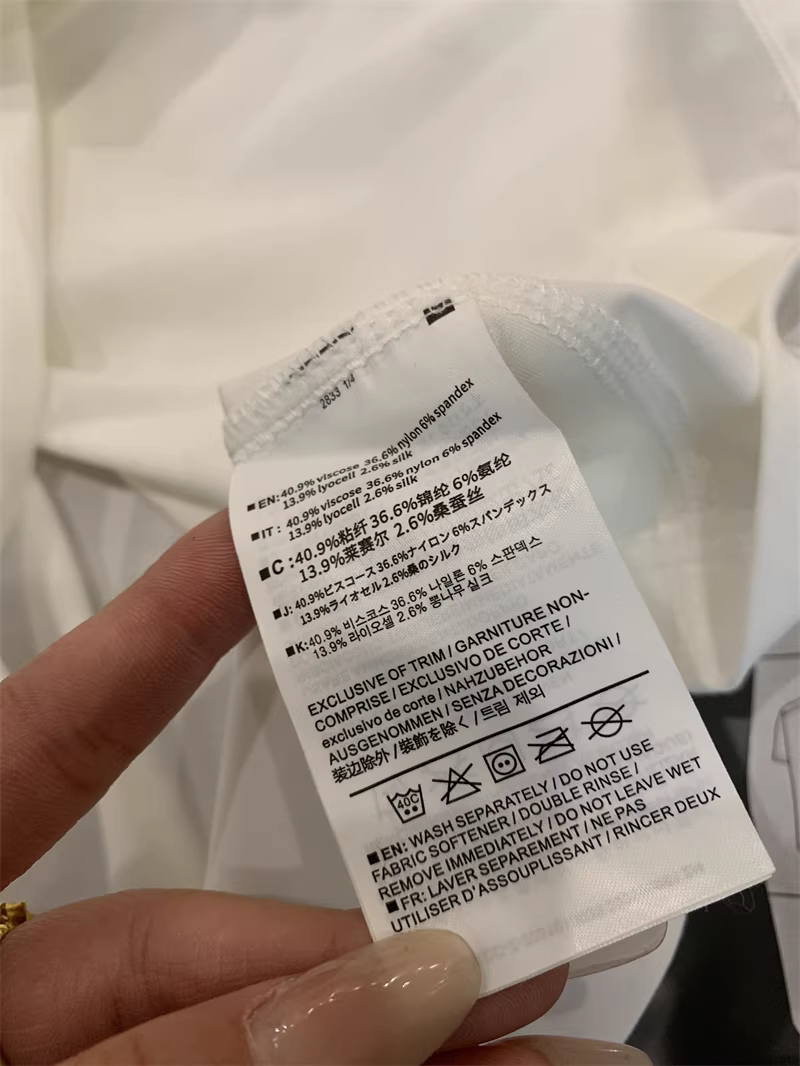 2833 1/4
■EN:40.9% viscose 36.6% nylon 6% spandex
13.9% lyocell 2.6% silk
■IT: 40.9% viscose 36.6% nylon 6% spandex
13.9% lyocell 2.6% silk
■C:40.9%粘纤 36.6%锦纶 6%氨纶
13.9%莱赛尔 2.6%桑蚕丝
■J: 40.9%ビスコース 36.6%ナイロン 6%スパンデックス
13.9%ライオセル 2.6%桑のシルク
■K:40.9% 비스코스 36.6% 나일론 6% 스판덱스
13.9% 라이오셀 2.6% 뽕나무 실크
EXCLUSIVE OF TRIM / GARNITURE NON-
COMPRISE / EXCLUSIVO DE CORTE /
exclusivo de corte / NAHZUBEHOR
AUSGENOMMEN / SENZA DECORAZIONI /
装边除外 / 裝飾を除く / 트림 제외
40C
■EN: WASH SEPARATELY / DO NOT USE
FABRIC SOFTENER / DOUBLE RINSE /
REMOVE IMMEDIATELY / DO NOT LEAVE WET
■FR: LAVER SEPAREMENT / NE PAS
UTILISER D'ASSOUPLISSANT / RINCER DEUX